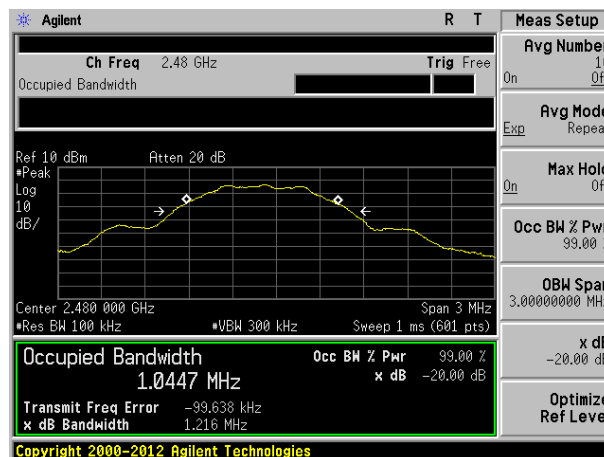 Agilent R T Meas Setup
Ch Freq 2.48 GHz Trig Free
Occupied Bandwidth
Avg Number
On
Avg Mode
Exp
Max Hold
On
Occ BW % Pwr
99.00
OBW Span
3.00000000
x dB
-20.00
Optimize
Ref Level
Ref 10 dBm Atten 20 dB
#Peak
Log
10
dB/
Center 2.480 000 GHz Span 3 MHz
#Res BW 100 kHz #VBW 300 kHz Sweep 1 ms (601 pts)
Occupied Bandwidth
1.0447 MHz
Occ BW % Pwr 99.00 %
x dB -20.00 dB
Transmit Freq Error -99.638 kHz
x dB Bandwidth 1.216 MHz
Copyright 2000-2012 Agilent Technologies